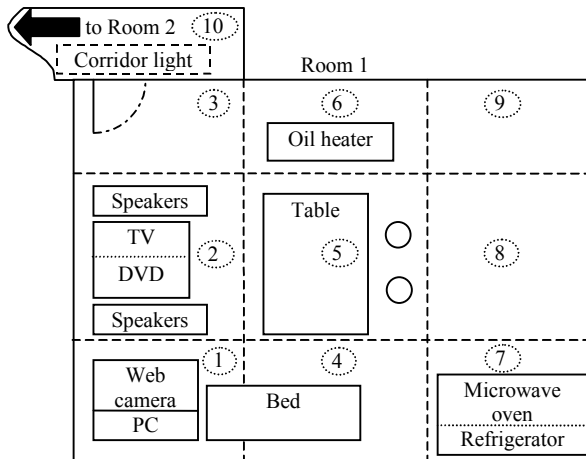 to Room 2
10
Corridor light
Room 1
3
6
9
Oil heater
Speakers
TV
DVD
2
Table
5
8
Speakers
1
4
7
Web
camera
PC
Bed
Microwave
oven
Refrigerator